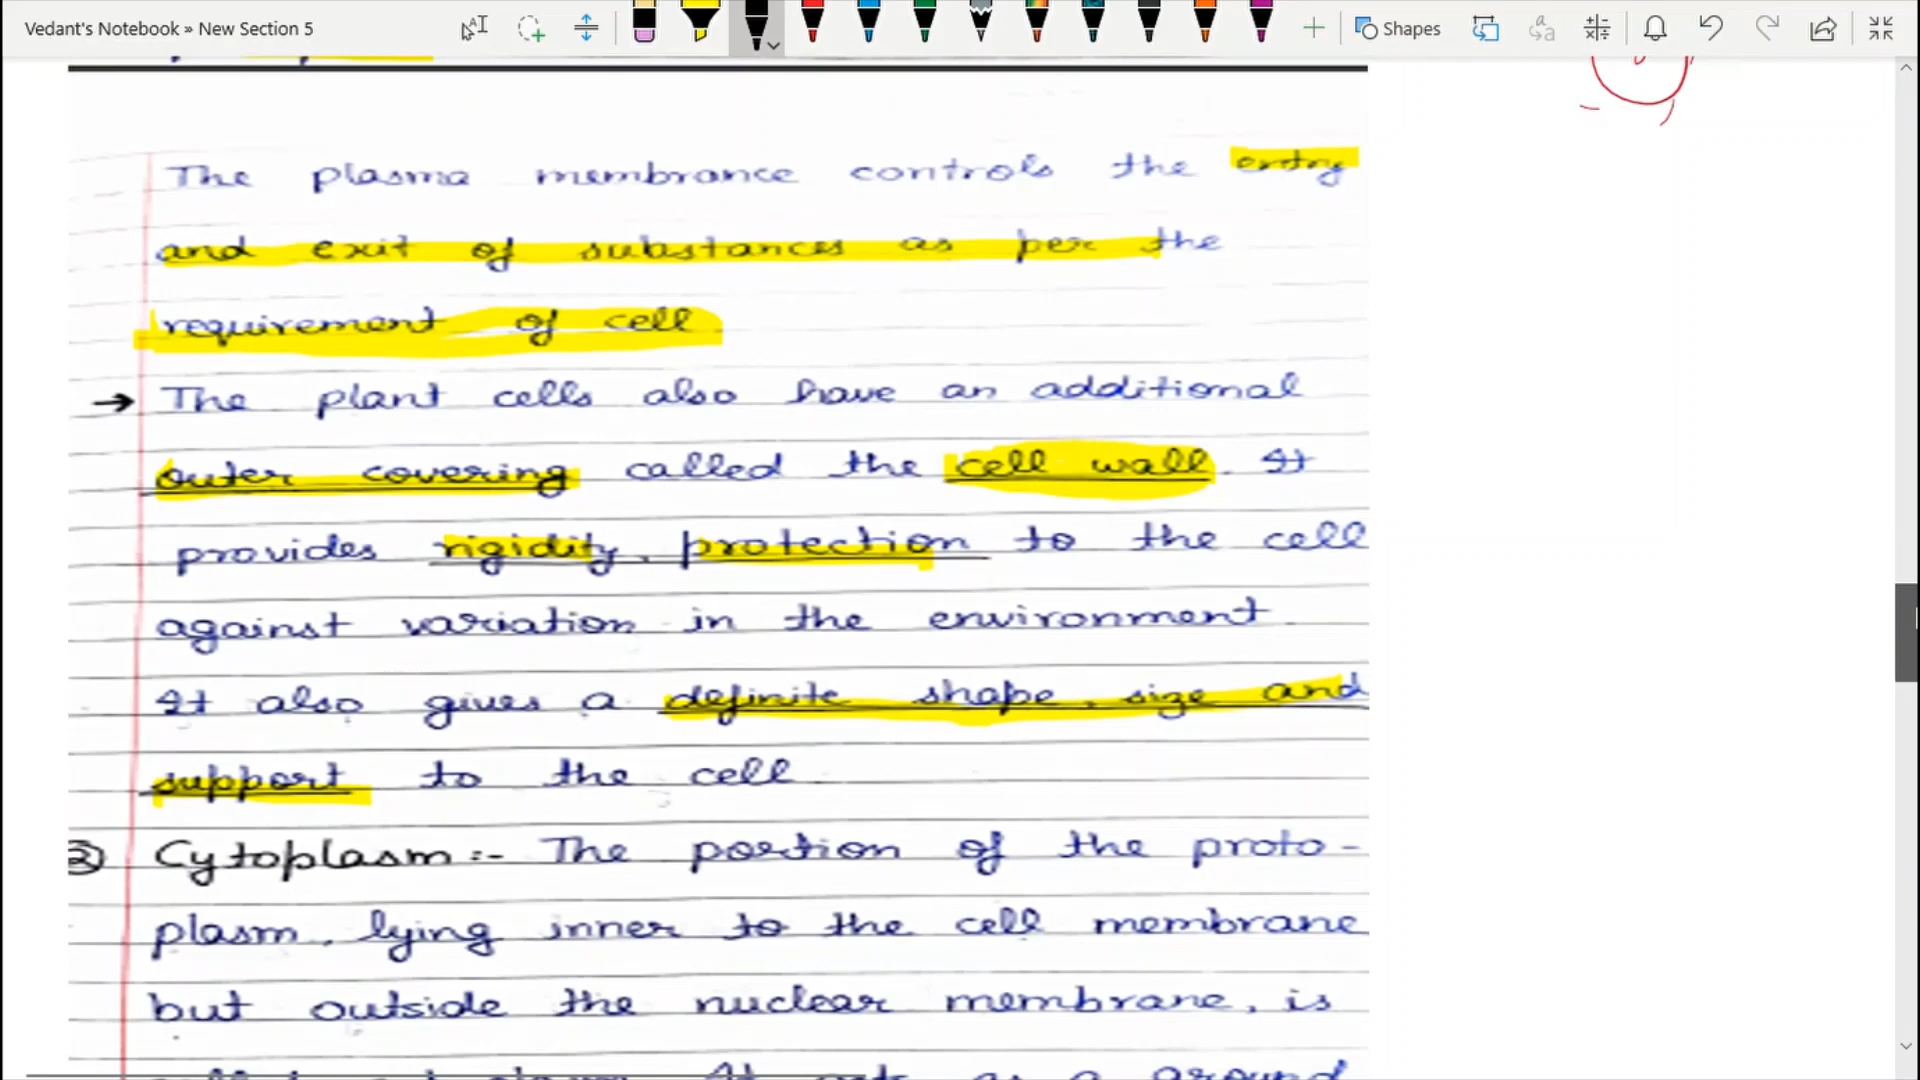 Vedant's Notebook » New Section 5
Shapes
The plasma membrance controls the entry
and exit of substances as per the
requirement of cell
→ The plant cells also have an additional
outer covering called the cell wall. It
provides rigidity, protection to the cell
against variation in the environment.
It also gives a definite shape, size and
support to the cell.
Cytoplasm :- The portion of the proto-
plasm, lying inner to the cell membrane
but outside the nuclear membrane, is